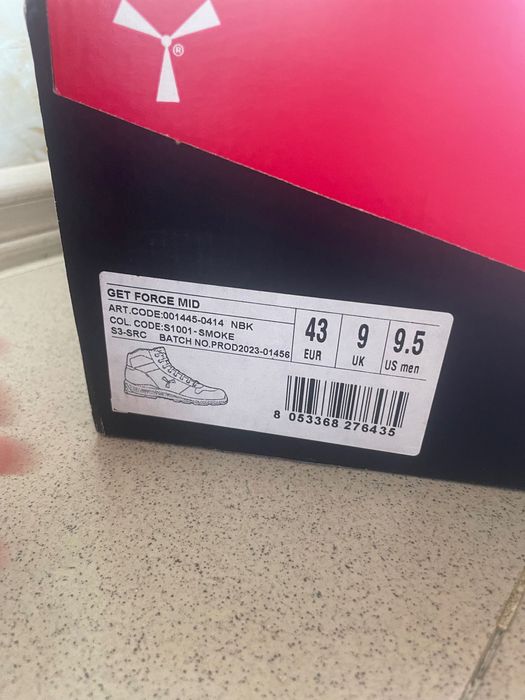 ®
GET FORCE MID
ART.CODE:001445-0414 NBK
COL. CODE:S1001-SMOKE
S3-SRC BATCH NO.PROD2023-01456
43 9 9.5
EUR UK US men
8 053368 276435